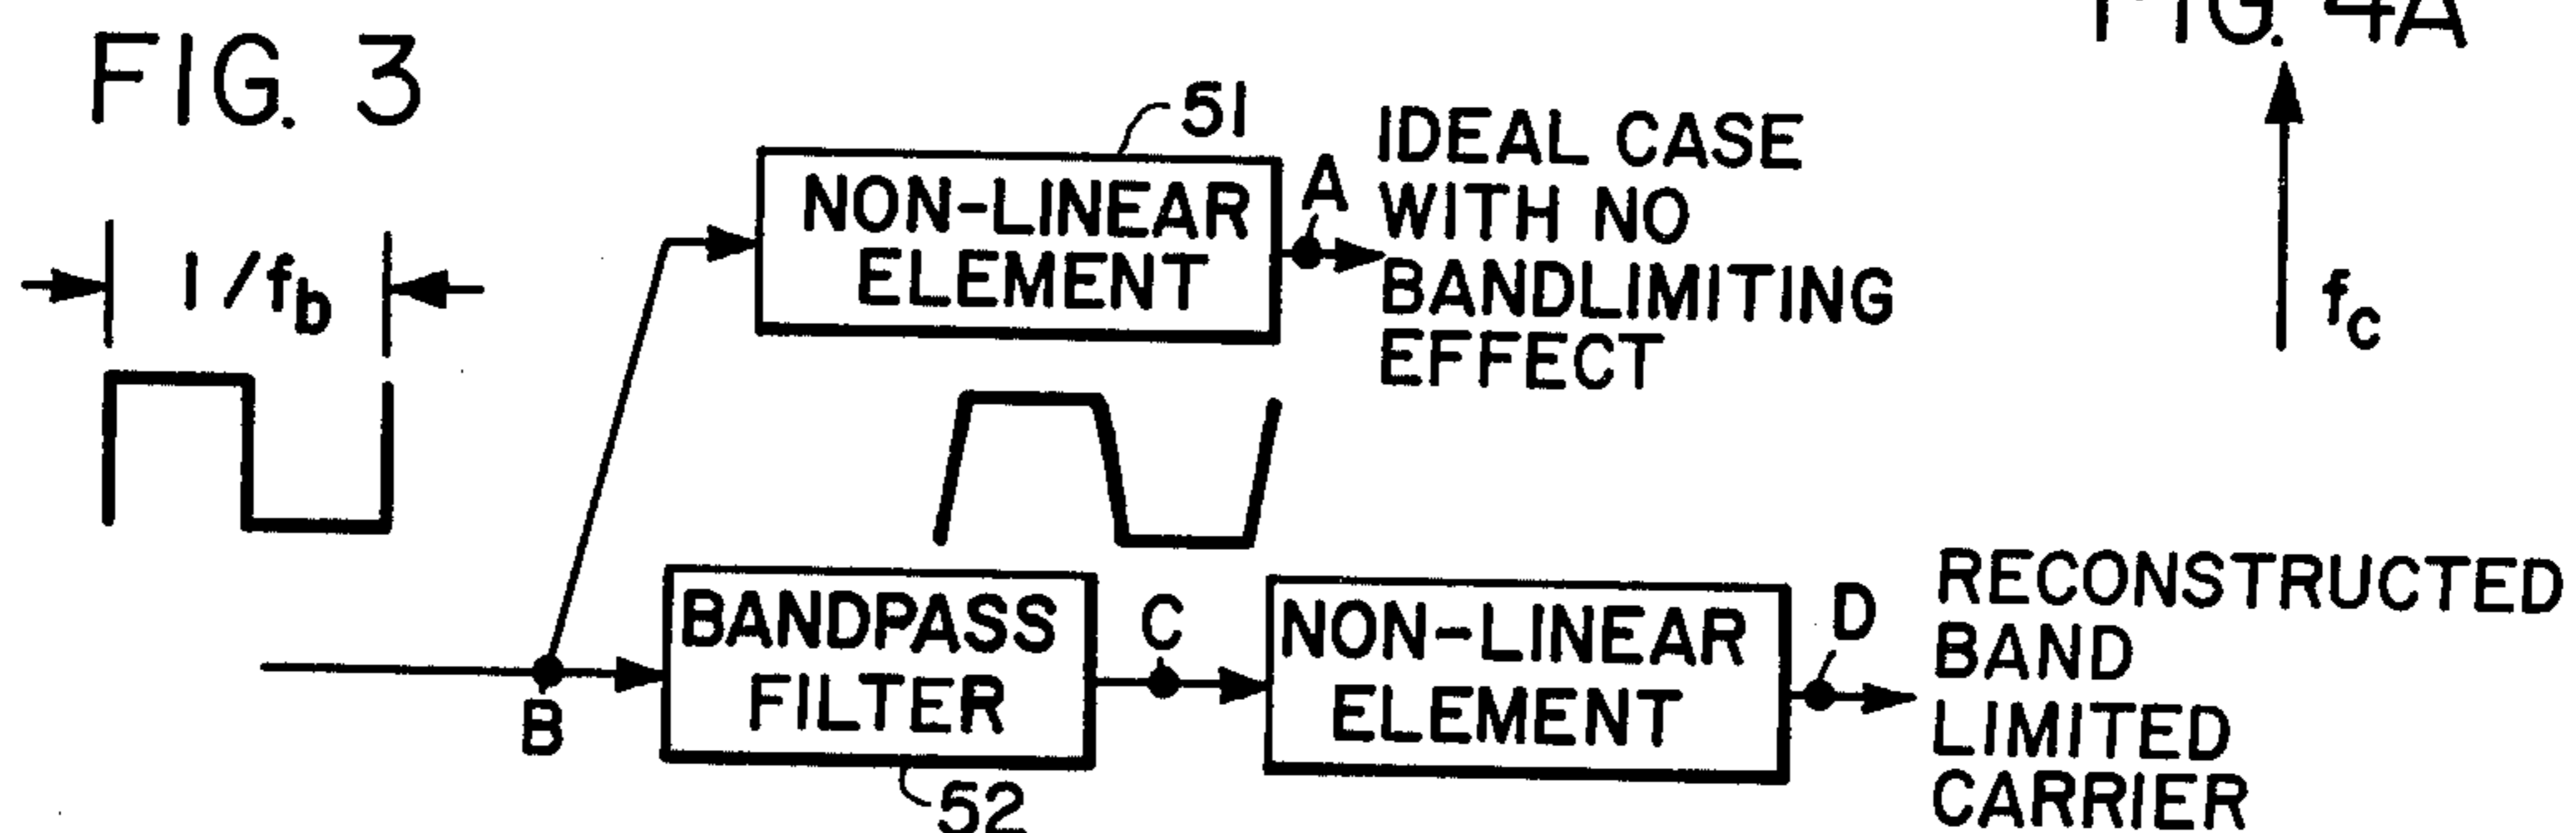 FIG. 3
FIG. 4A
1/fb
51
NON-LINEAR
ELEMENT
A
IDEAL CASE
WITH NO
BANDLIMITING
EFFECT
fc
B
BANDPASS
FILTER
52
C
NON-LINEAR
ELEMENT
D
RECONSTRUCTED
BAND
LIMITED
CARRIER